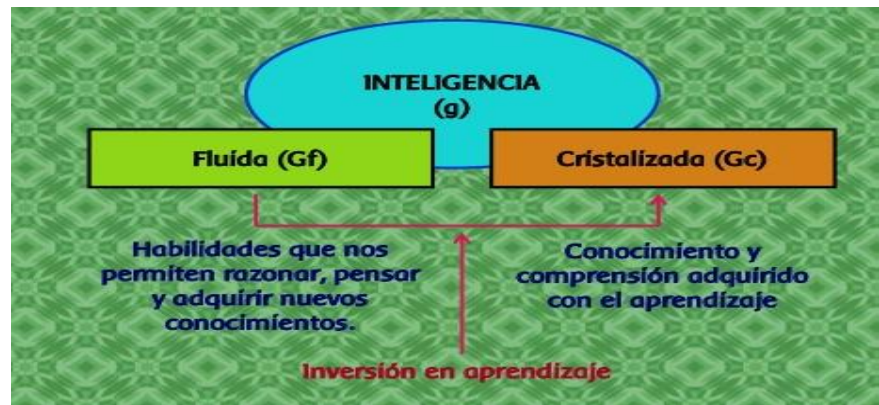 INTELIGENCIA
(g)
Fluída (Gf)
Cristalizada (Gc)
Habilidades que nos
permiten razonar, pensar
y adquirir nuevos
conocimientos.
Conocimiento y
comprensión adquirido
con el aprendizaje
Inversión en aprendizaje